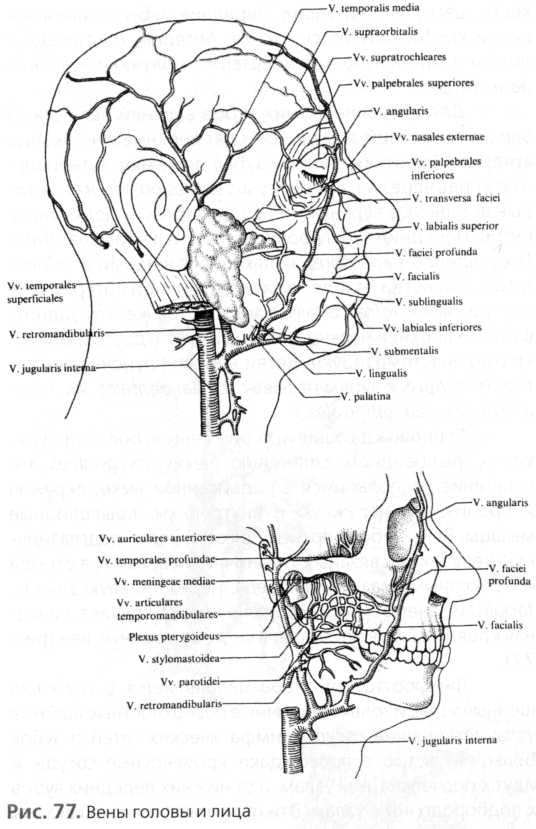 V. temporalis media
V. supraorbitalis
Vv. supratrochleares
Vv. palpebrales superiores
V. angularis
Vv. nasales externae
Vv. palpebrales
inferiores
V. transversa faciei
V. labialis superior
V. faciei profunda
V. facialis
V. sublingualis
Vv. labiales inferiores
V. submentalis
V. lingualis
V. palatina
Vv. temporales
superficiales
V. retromandibularis
V. jugularis interna
Vv. auriculares anteriores
Vv. temporales profundae
Vv. meningeae mediae
Vv. articulares
temporomandibulares
Plexus pterygoideus
V. stylomastoidea
Vv. parotidei
V. retromandibularis
V. angularis
V. faciei
profunda
V. facialis
V. jugularis interna
Рис. 77. Вены головы и лица